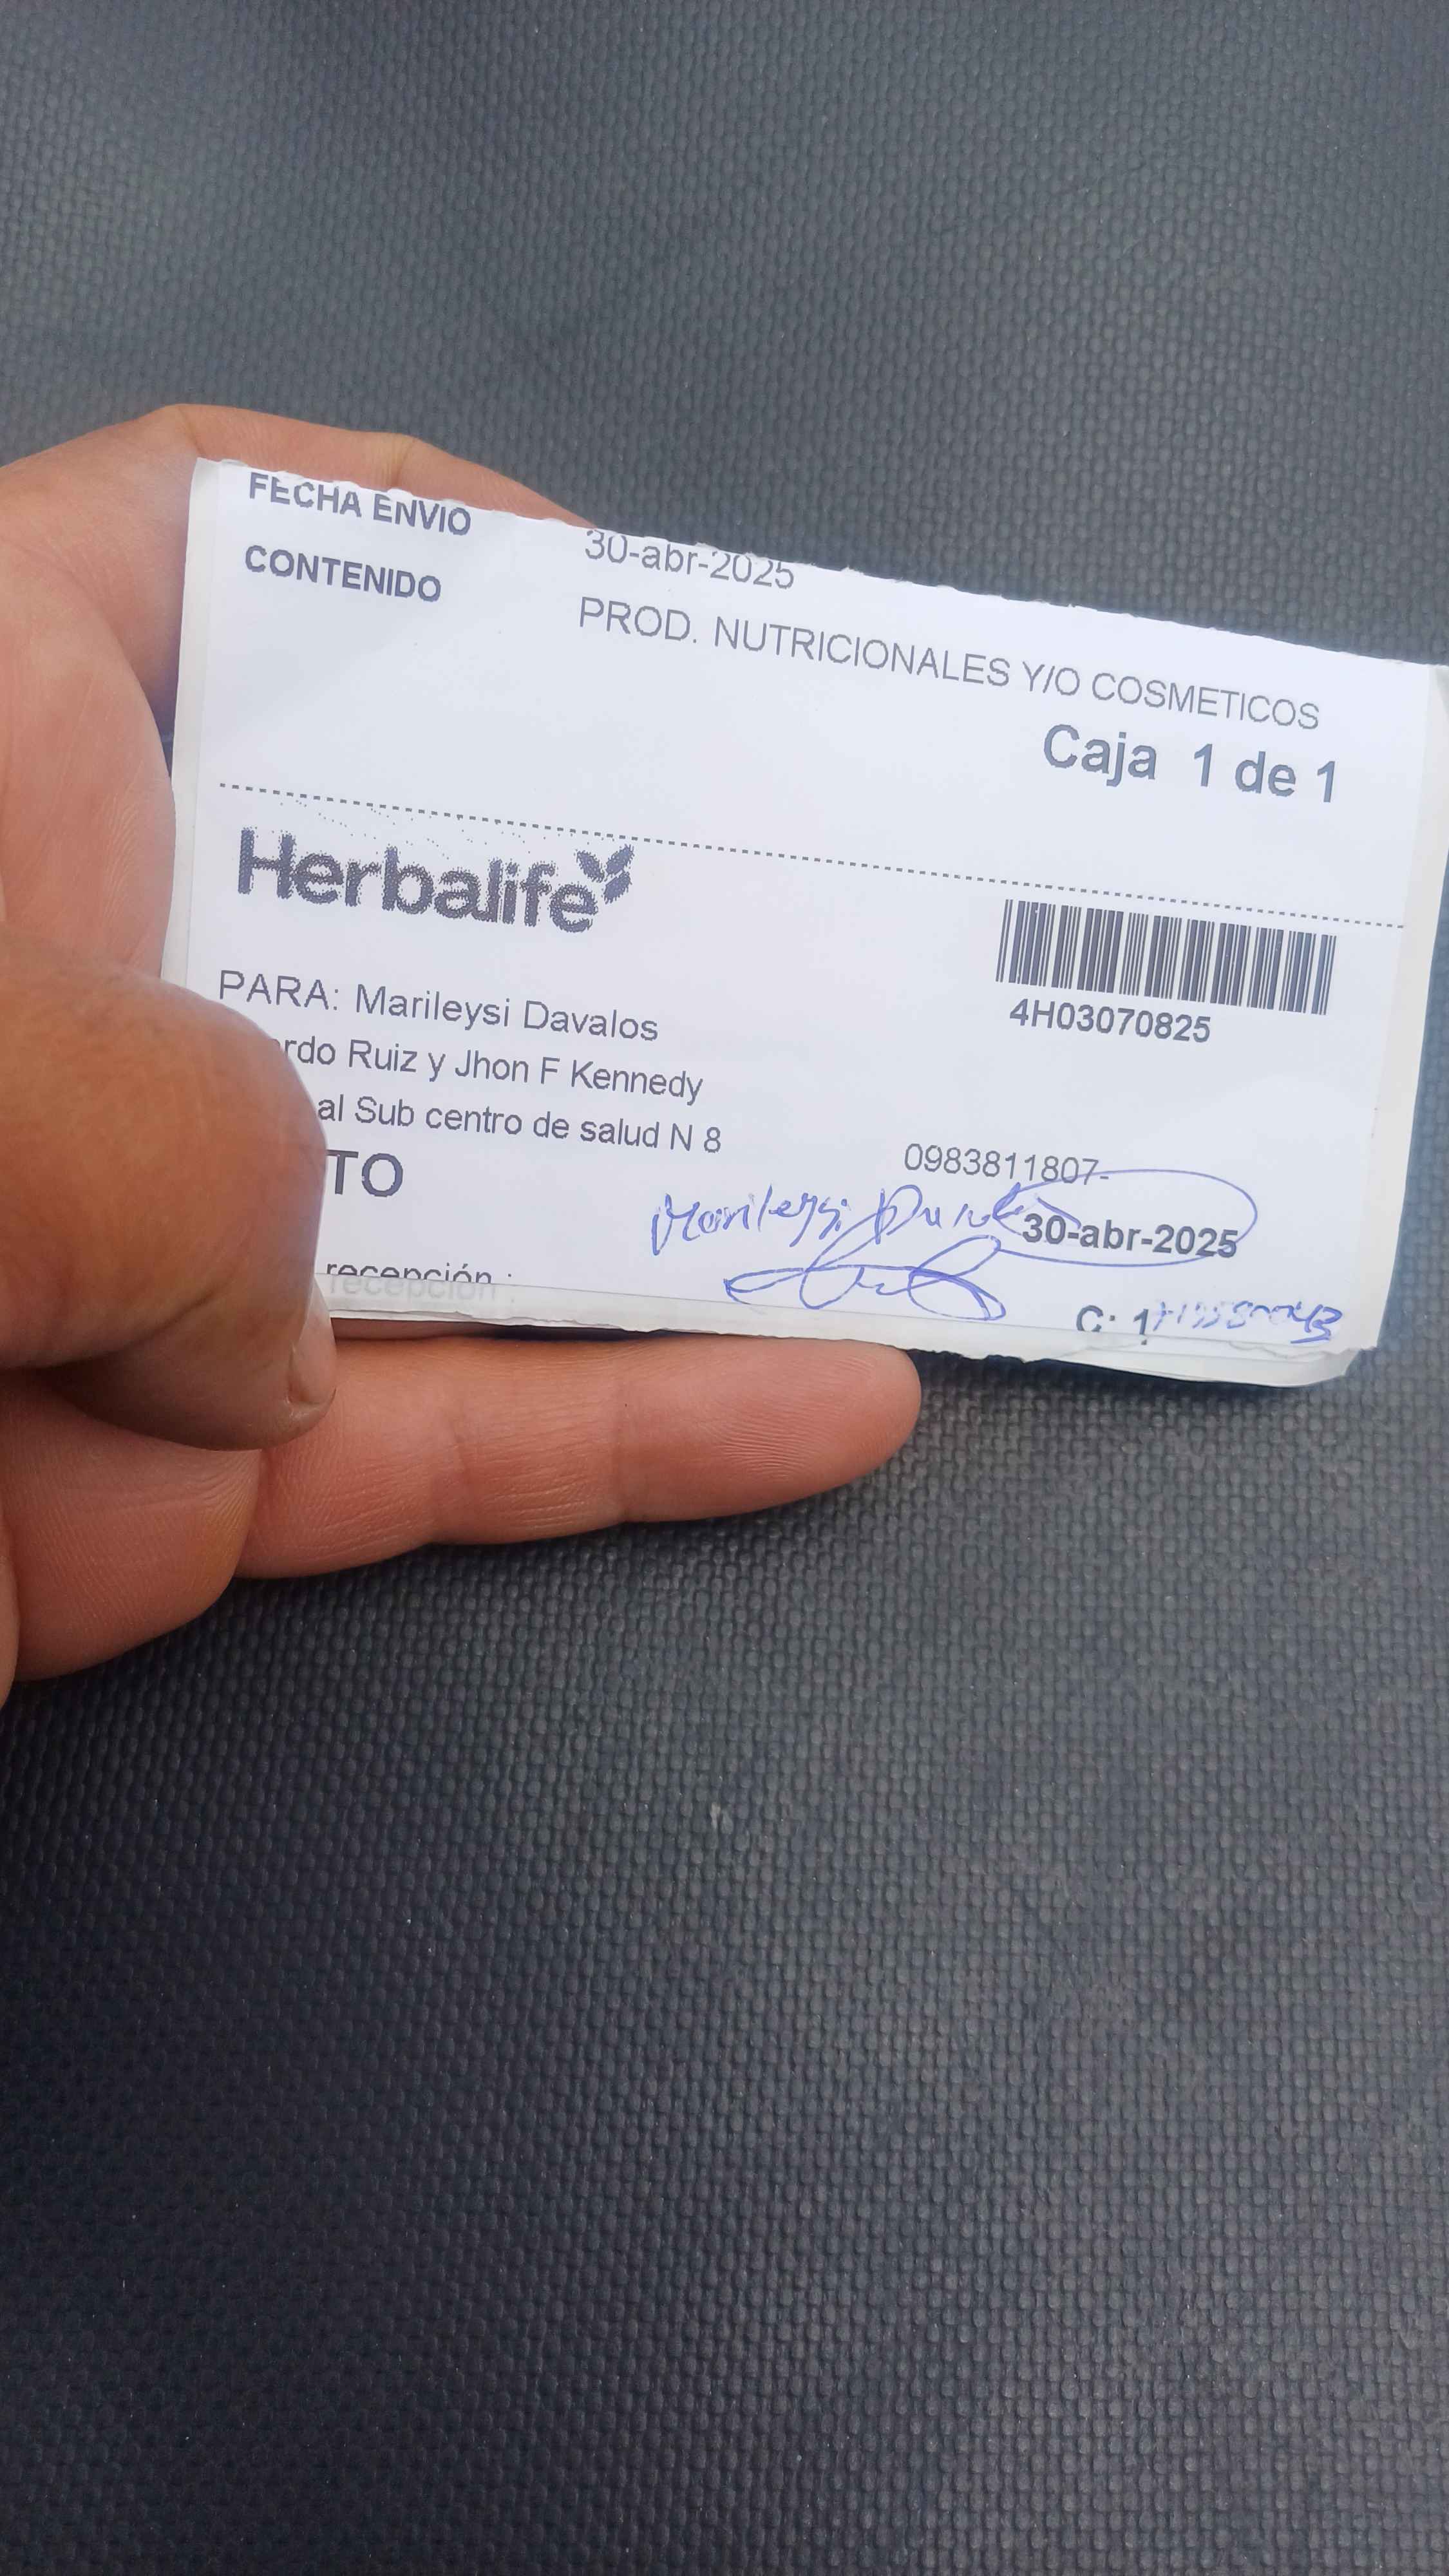 FECHA ENVIO 30-abr-2025
CONTENIDO PROD. NUTRICIONALES Y/O COSMETICOS
Caja 1 de 1
Herbalife
4H03070825
PARA: Marileysi Davalos
rdo Ruiz y Jhon F Kennedy
al Sub centro de salud N 8
0983811807-
TO
Marileysi
30-abr-2025
recepción :
C: 1